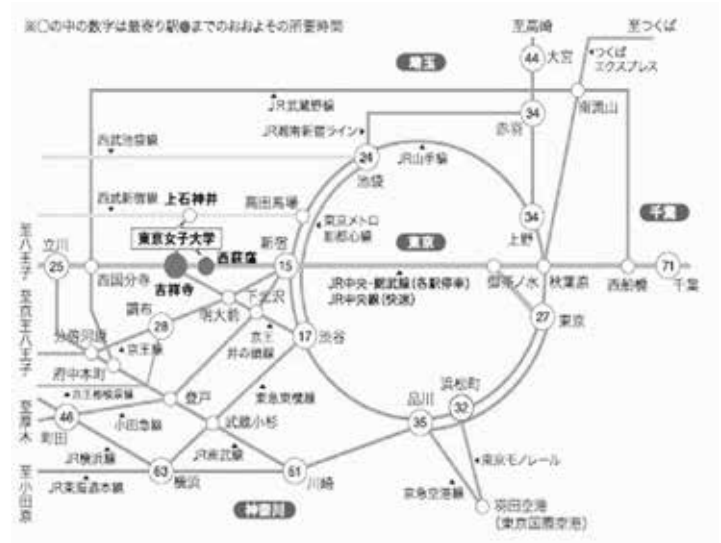 ※○の中の数字は最寄り駅●までのおおよその所要時間
至高崎
至つくば
44
大宮
つくば
エクスプレス
埼玉
JR武蔵野線
南流山
JR湘南新宿ライン
34
赤羽
西武池袋線
24
池袋
JR山手線
西武新宿線
上石神井
高田馬場
東京メトロ
副都心線
34
上野
千葉
東京女子大学
東京
至八王子
立川
25
西国分寺
吉祥寺
西荻窪
新宿
15
JR中央・総武線(各駅停車)
JR中央線(快速)
御茶ノ水
秋葉原
西船橋
71
千葉
至京王八王子
分倍河原
調布
28
明大前
下北沢
京王
井の頭線
17
渋谷
27
東京
京王線
府中本町
京王相模原線
登戸
東急東横線
浜松町
32
品川
35
至厚木
46
町田
小田急線
武蔵小杉
JR横浜線
JR南武線
東京モノレール
至小田原
JR東海道本線
63
横浜
61
川崎
京急空港線
神奈川
羽田空港
(東京国際空港)